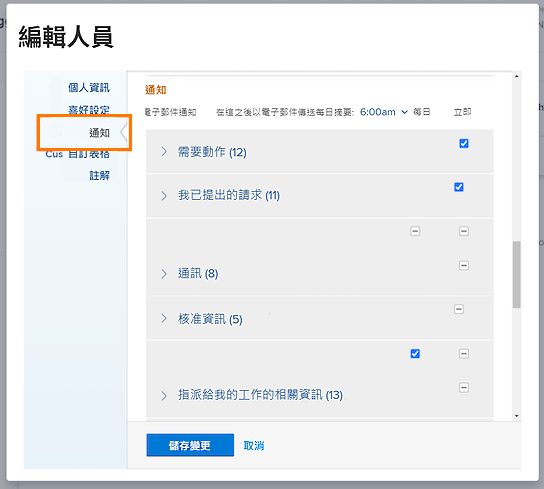 編輯人員
個人資訊
喜好設定
通知
Cus 自訂表格
註解
通知
電子郵件通知 在這之後以電子郵件傳送每日摘要: 6:00am 每日 立即
需要動作 (12)
我已提出的請求 (11)
通訊 (8)
核准資訊 (5)
指派給我的工作的相關資訊 (13)
儲存變更 取消